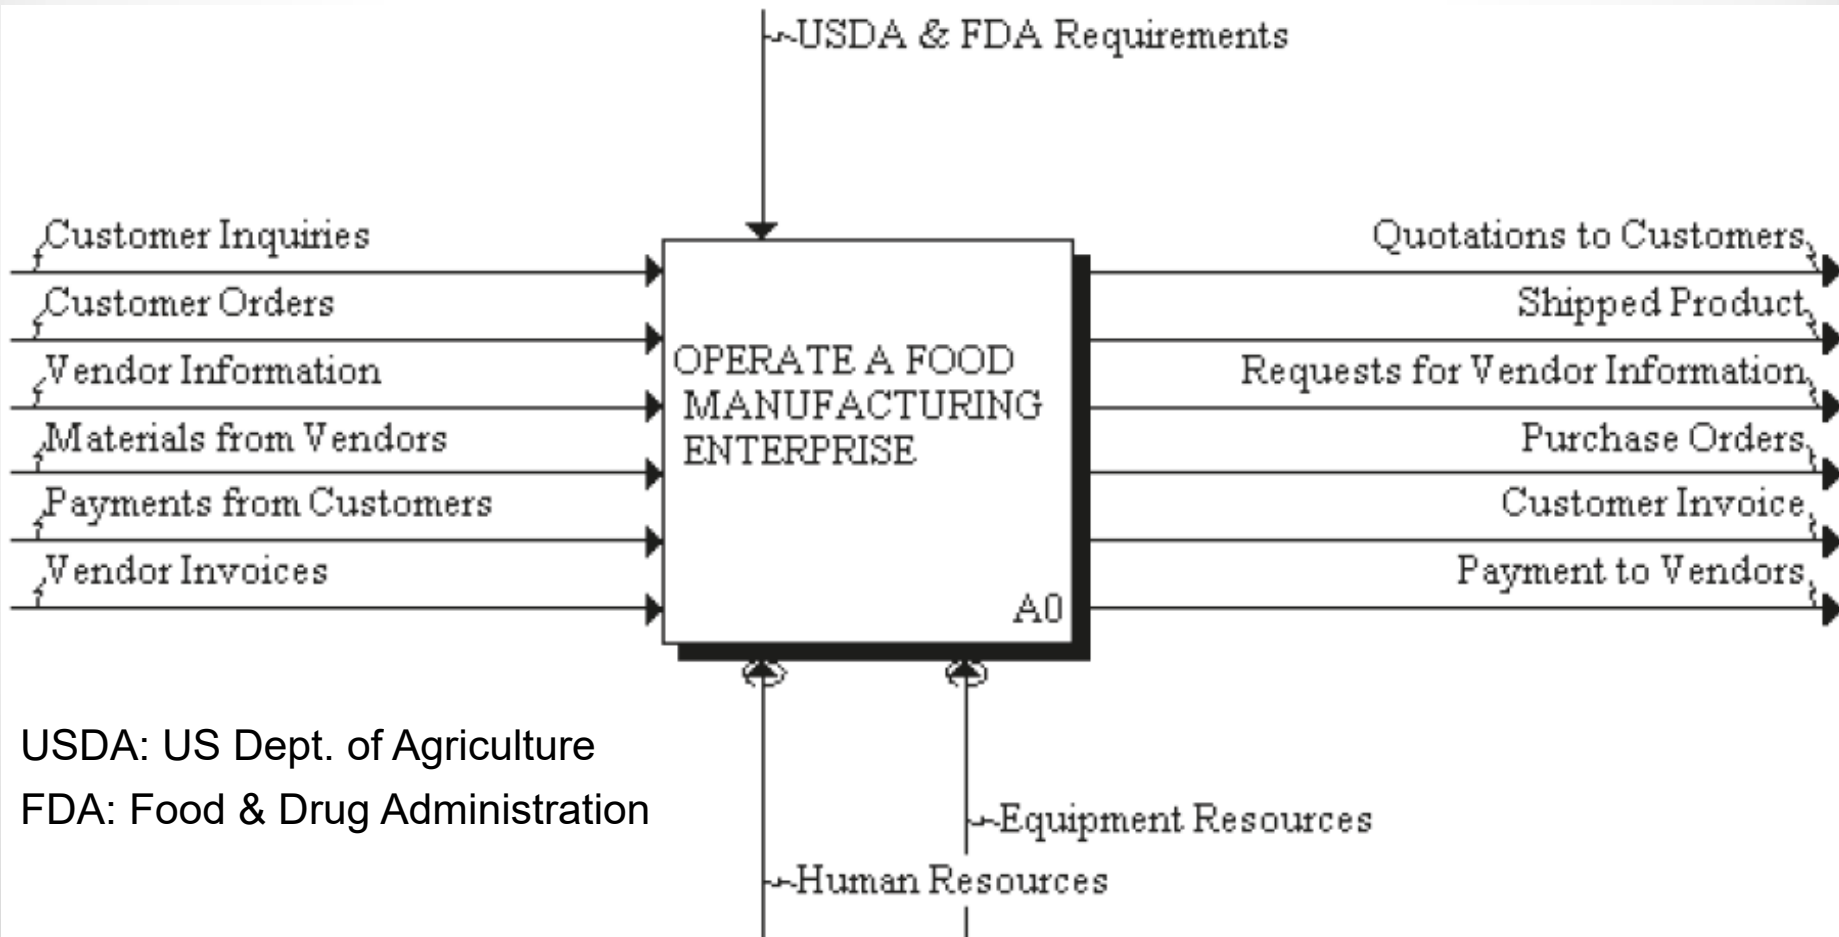 USDA & FDA Requirements
Customer Inquiries
Customer Orders
Vendor Information
Materials from Vendors
Payments from Customers
Vendor Invoices
OPERATE A FOOD
MANUFACTURING
ENTERPRISE
A0
Quotations to Customers
Shipped Product
Requests for Vendor Information
Purchase Orders
Customer Invoice
Payment to Vendors
USDA: US Dept. of Agriculture
FDA: Food & Drug Administration
Equipment Resources
Human Resources